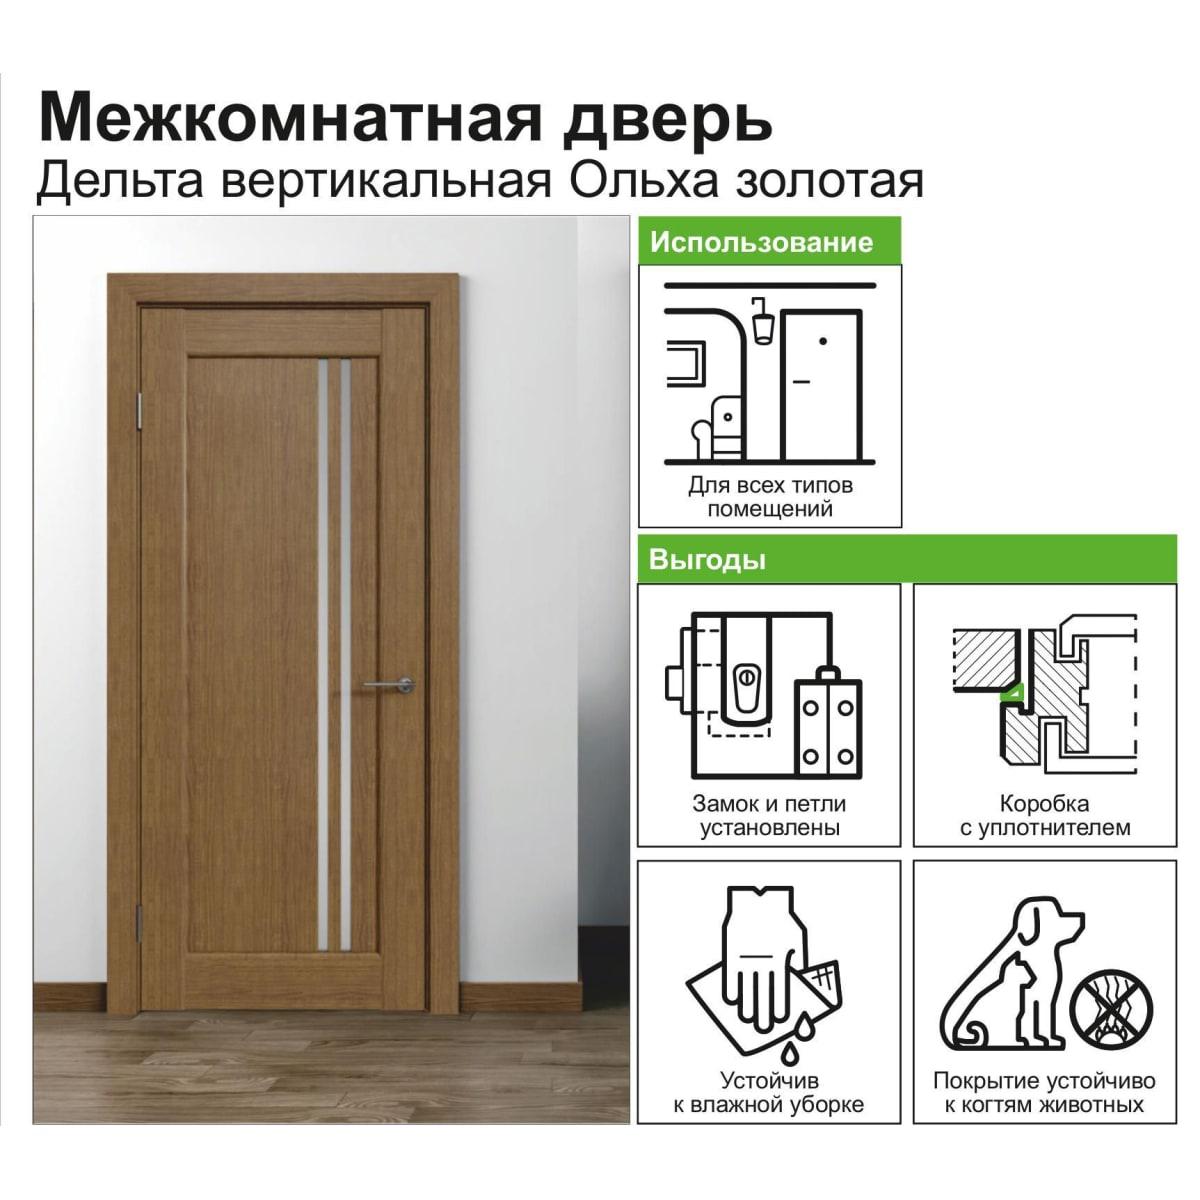 Межкомнатная дверь
Дельта вертикальная Ольха золотая
Использование
Для всех типов
помещений
Выгоды
Замок и петли
установлены
Коробка
с уплотнителем
Устойчив
к влажной уборке
Покрытие устойчиво
к когтям животных